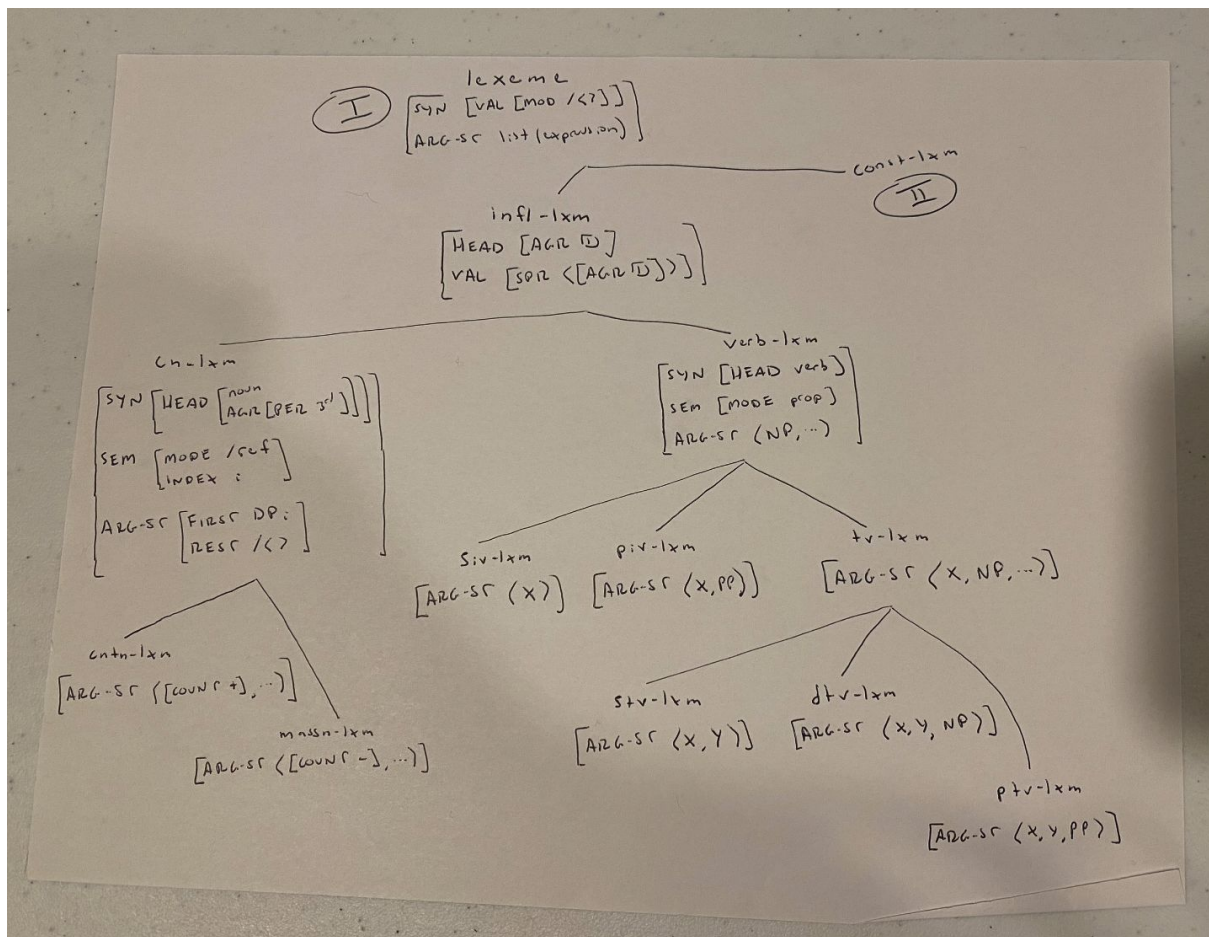 lexeme
I
[SYN [VAL [MOD /<>]]
ARG-ST list(expression)]
const-lxm
II
infl-lxm
[HEAD [AGR [1]]
VAL [SPR <[AGR [1]]>]]
cn-lxm
[SYN [HEAD [noun
AGR [PER 3rd]]]]
SEM [MODE /ref
INDEX i]
ARG-ST [FIRST DPi
REST /<>]]
verb-lxm
[SYN [HEAD verb]
SEM [MODE prop]
ARG-ST <NP,...>]
siv-lxm
[ARG-ST <X>]
piv-lxm
[ARG-ST <X, PP>]
tv-lxm
[ARG-ST <X, NP,...>]
cntn-lxm
[ARG-ST <[COUNT +],...>]
massn-lxm
[ARG-ST <[COUNT -],...>]
stv-lxm
[ARG-ST <X, Y>]
dtv-lxm
[ARG-ST <X, Y, NP>]
ptv-lxm
[ARG-ST <X, Y, PP>]